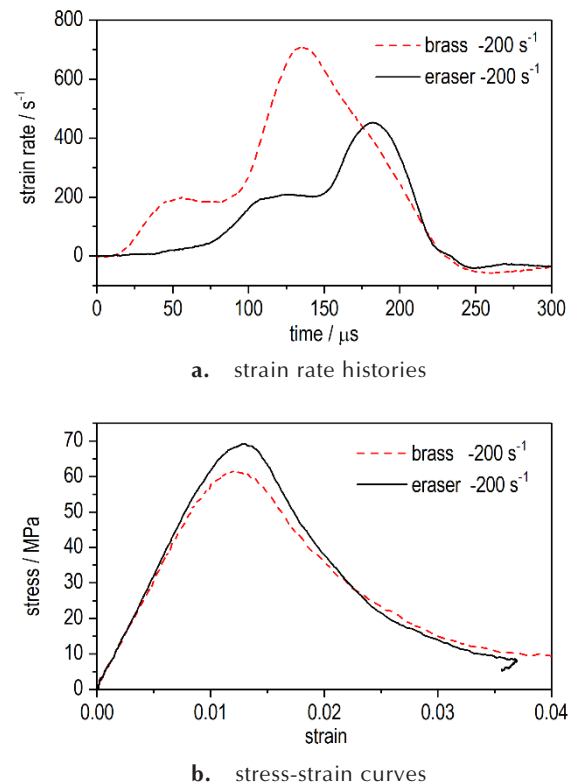 800
600
400
200
0
strain rate / s⁻¹
brass -200 s⁻¹
eraser -200 s⁻¹
0 50 100 150 200 250 300
time / μs
a. strain rate histories
70
60
50
40
30
20
10
0
stress / MPa
brass -200 s⁻¹
eraser -200 s⁻¹
0.00 0.01 0.02 0.03 0.04
strain
b. stress-strain curves